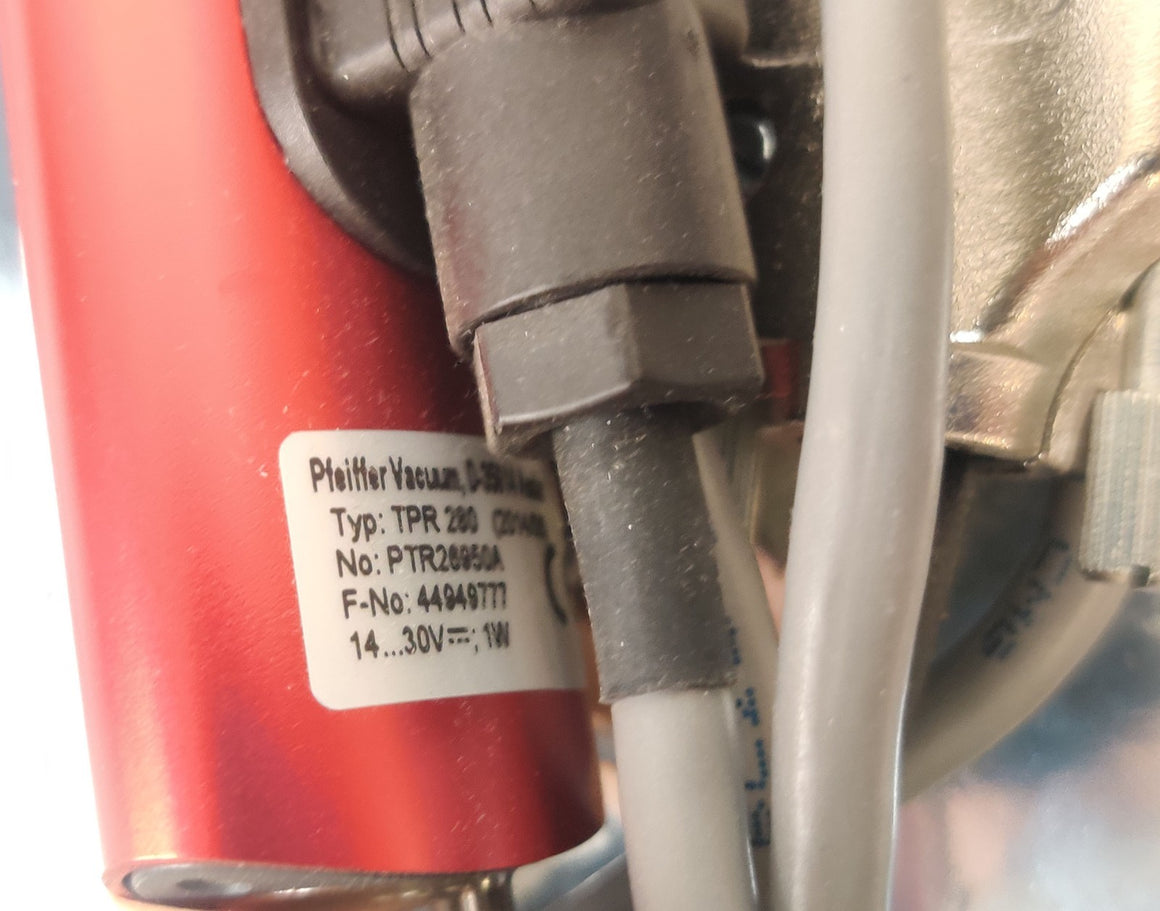 Pfeiffer Vacuum,
Typ: TPR 280
No: PTR26950A
F-No: 44949777
14...30V⎓; 1W